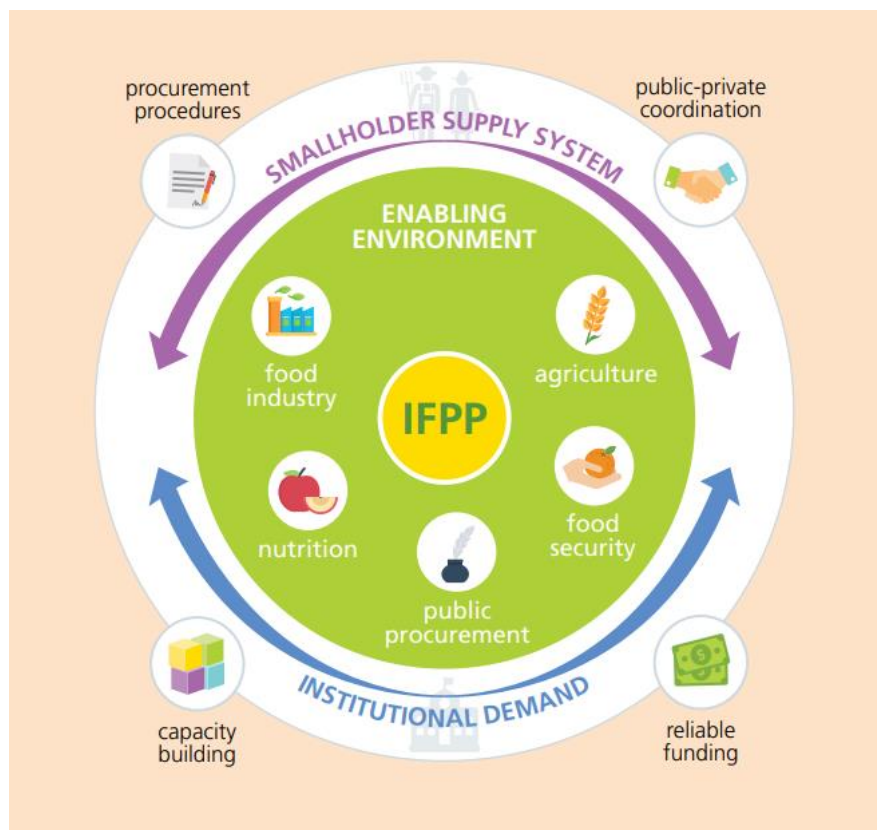 procurement
procedures
public-private
coordination
SMALLHOLDER SUPPLY SYSTEM
ENABLING
ENVIRONMENT
food
industry
agriculture
IFPP
nutrition
food
security
public
procurement
INSTITUTIONAL DEMAND
capacity
building
reliable
funding